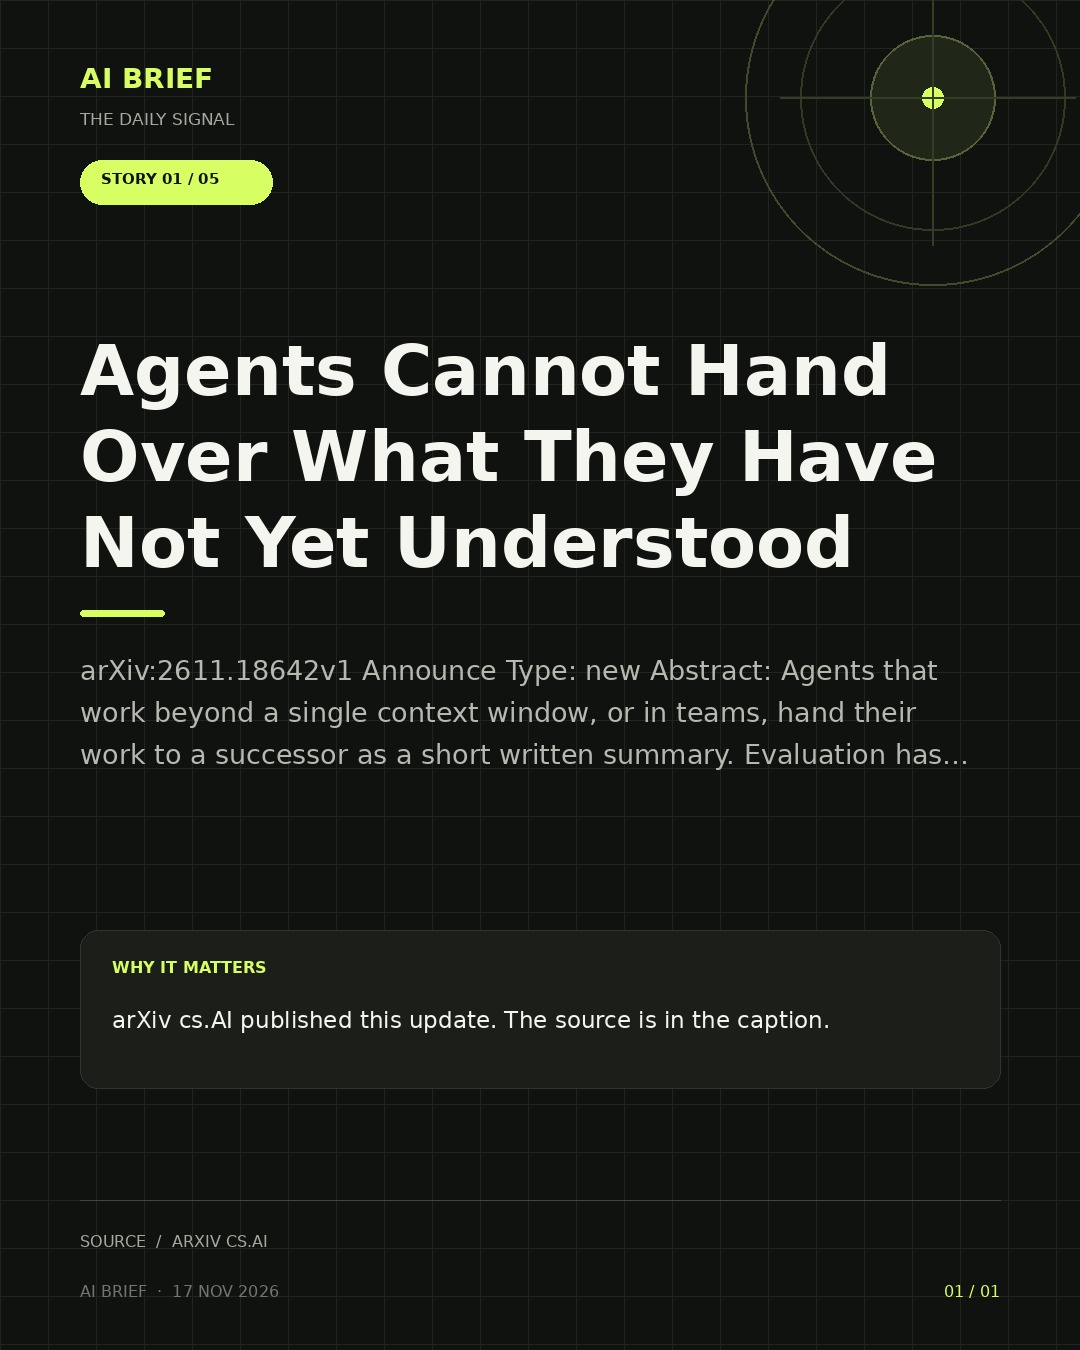 AI BRIEF
THE DAILY SIGNAL
STORY 01 / 05
Agents Cannot Hand
Over What They Have
Not Yet Understood
arXiv:2611.18642v1 Announce Type: new Abstract: Agents that
work beyond a single context window, or in teams, hand their
work to a successor as a short written summary. Evaluation has…
WHY IT MATTERS
arXiv cs.AI published this update. The source is in the caption.
SOURCE / ARXIV CS.AI
AI BRIEF · 17 NOV 2026
01 / 01